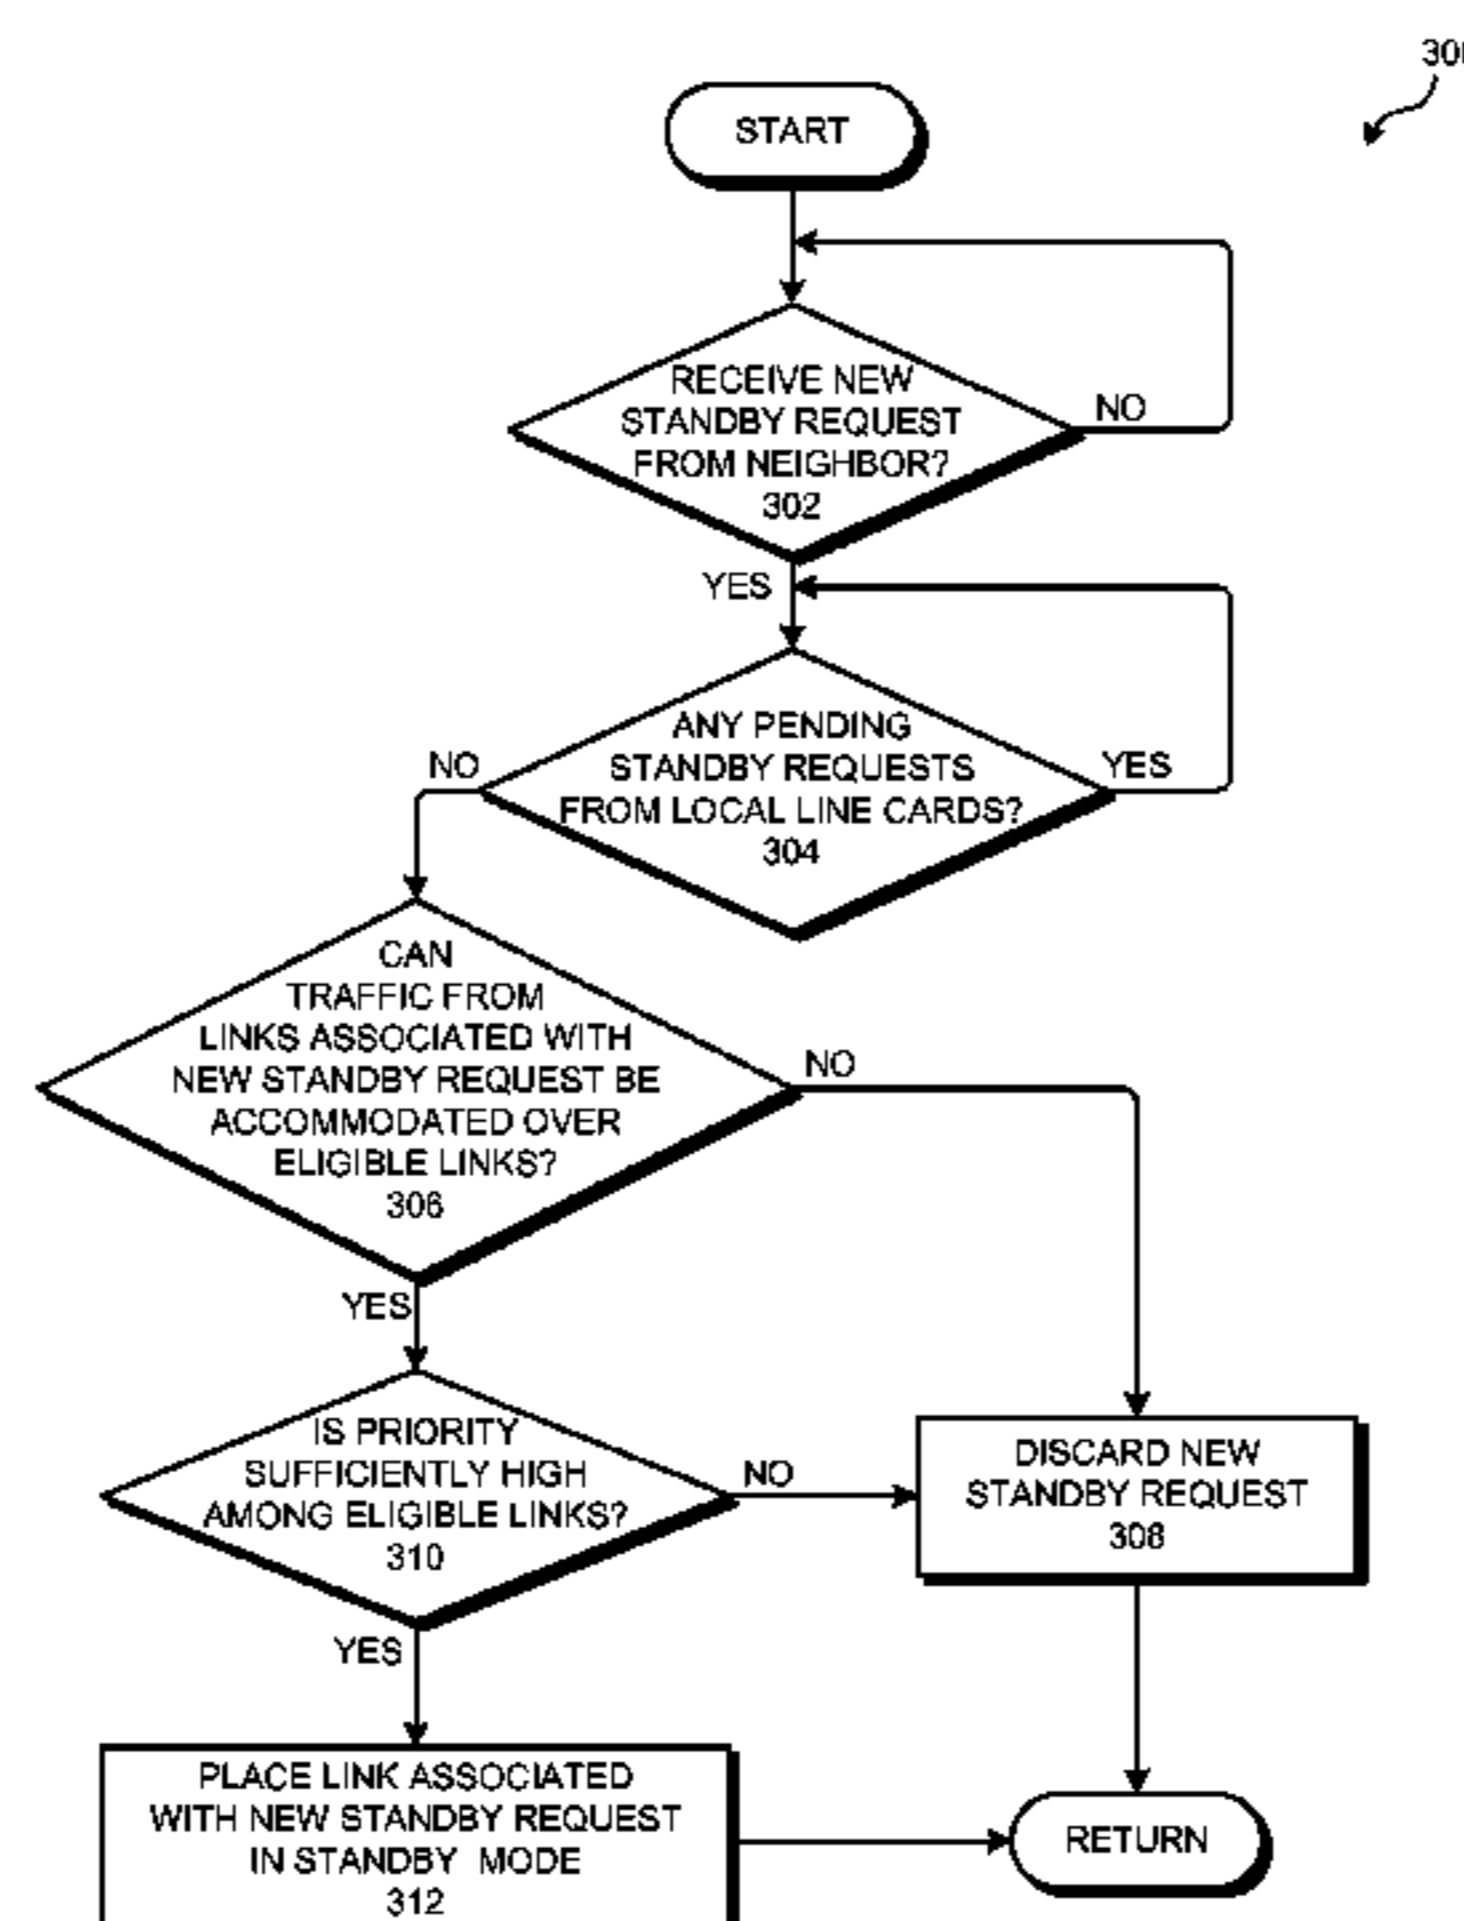 START
RECEIVE NEW
STANDBY REQUEST
FROM NEIGHBOR?
302
NO
YES
ANY PENDING
STANDBY REQUESTS
FROM LOCAL LINE CARDS?
304
NO
YES
CAN
TRAFFIC FROM
LINKS ASSOCIATED WITH
NEW STANDBY REQUEST BE
ACCOMMODATED OVER
ELIGIBLE LINKS?
306
NO
YES
IS PRIORITY
SUFFICIENTLY HIGH
AMONG ELIGIBLE LINKS?
310
NO
DISCARD NEW
STANDBY REQUEST
308
YES
PLACE LINK ASSOCIATED
WITH NEW STANDBY REQUEST
IN STANDBY MODE
312
RETURN